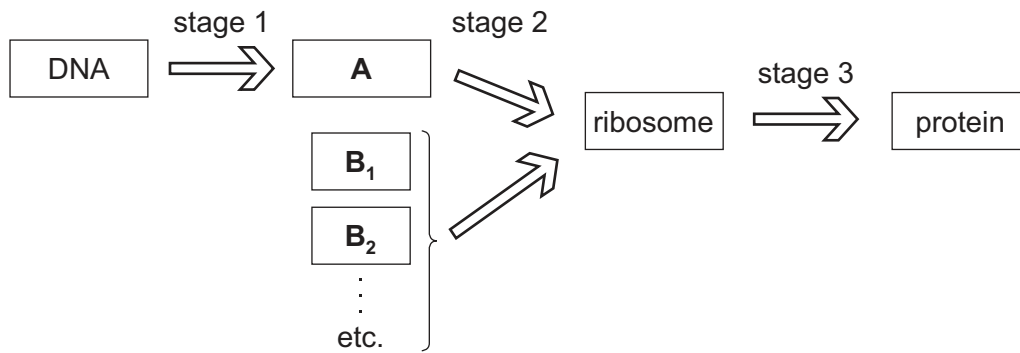 stage 1
stage 2
DNA
A
stage 3
ribosome
protein
B₁
B₂
etc.